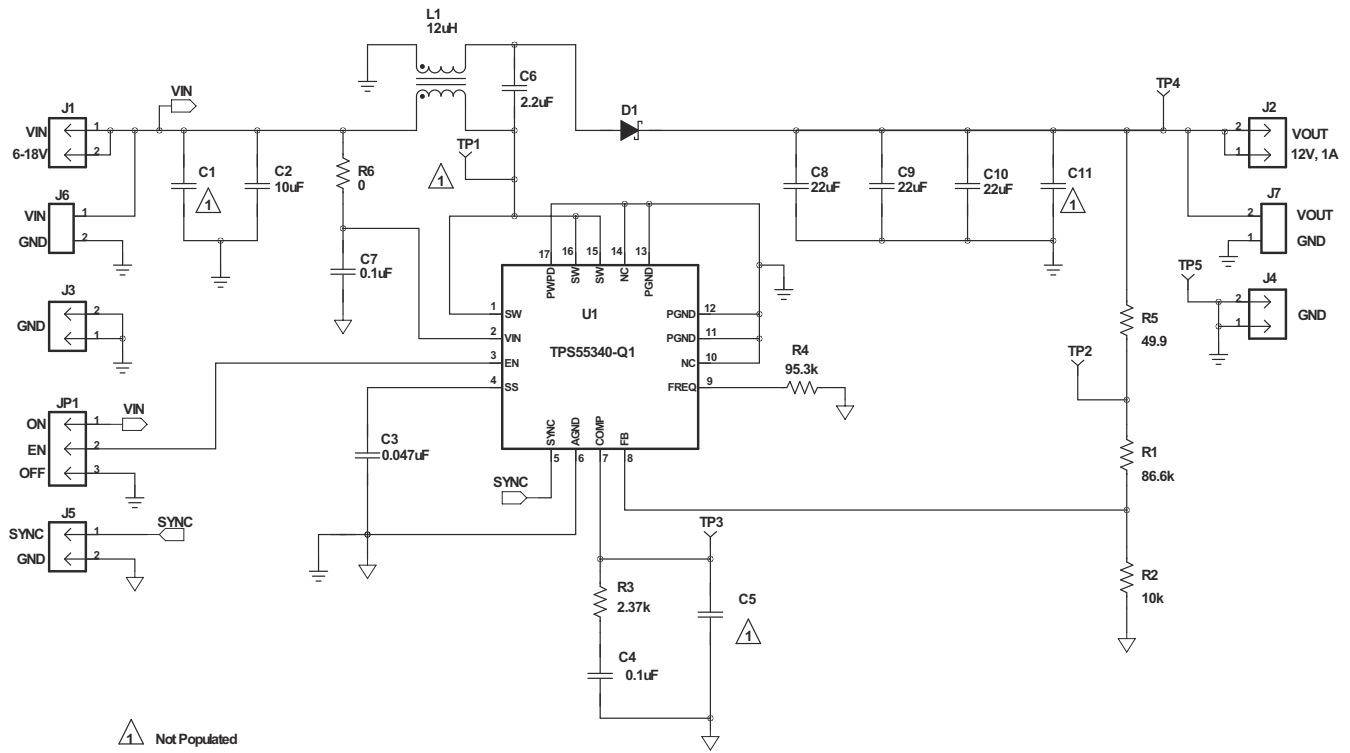 L1
12uH
VIN
C6
2.2uF
TP4
J1
VIN 1
6-18V 2
D1
J2
2 VOUT
1 12V, 1A
TP1
1
R6
0
C1
1
C2
10uF
C8
22uF
C9
22uF
C10
22uF
C11
1
J6
VIN 1
GND 2
J7
2 VOUT
1 GND
C7
0.1uF
17 16 15 14 13
PWPD SW SW NC PGND
TP5
J4
2 GND
1
J3
GND 2
1
U1
TPS55340-Q1
1 SW
2 VIN
3 EN
4 SS
PGND 12
PGND 11
NC 10
FREQ 9
R4
95.3k
R5
49.9
TP2
JP1
ON 1 VIN
EN 2
OFF 3
C3
0.047uF
SYNC AGND COMP FB
5 6 7 8
SYNC
R1
86.6k
J5
SYNC 1 SYNC
GND 2
TP3
R3
2.37k
C5
1
R2
10k
C4
0.1uF
1 Not Populated